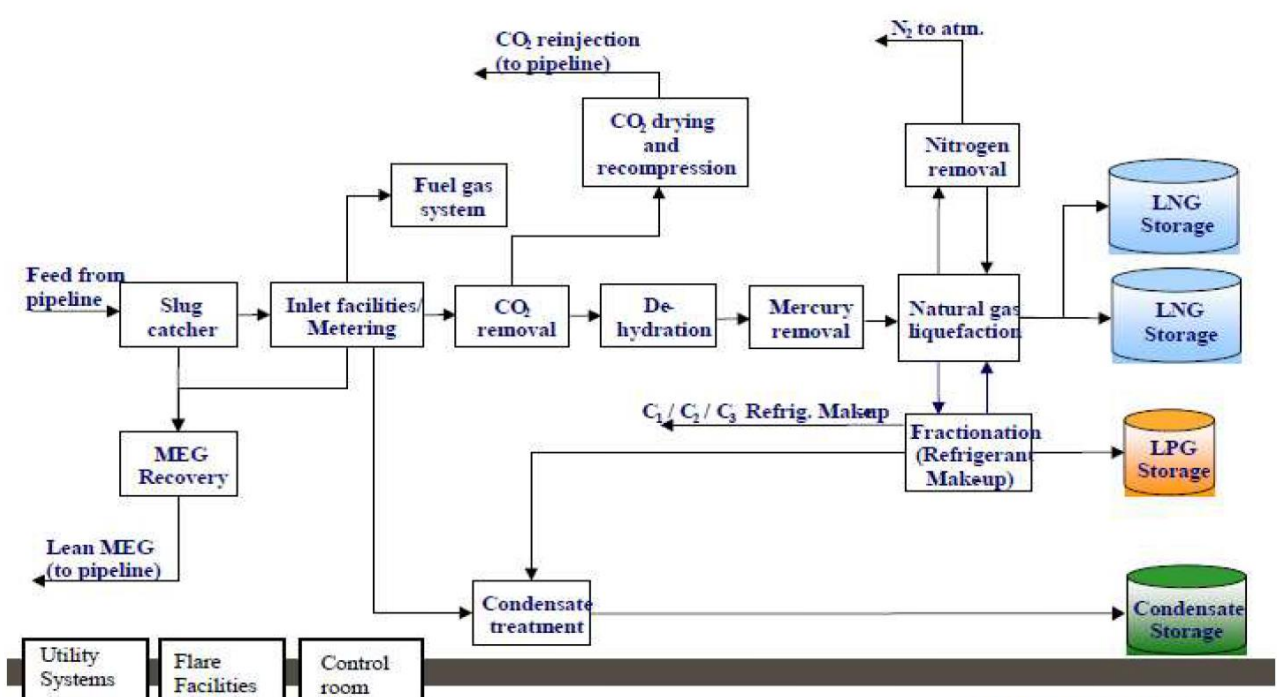 CO₂ reinjection
(to pipeline)
N₂ to atm.
CO₂ drying
and
recompression
Nitrogen
removal
Fuel gas
system
LNG
Storage
Feed from
pipeline
Slug
catcher
Inlet facilities/
Metering
CO₂
removal
De-
hydration
Mercury
removal
Natural gas
liquefaction
LNG
Storage
C₁ / C₂ / C₃ Refrig. Makeup
Fractionation
(Refrigerant
Makeup)
LPG
Storage
MEG
Recovery
Lean MEG
(to pipeline)
Condensate
treatment
Condensate
Storage
Utility
Systems
Flare
Facilities
Control
room